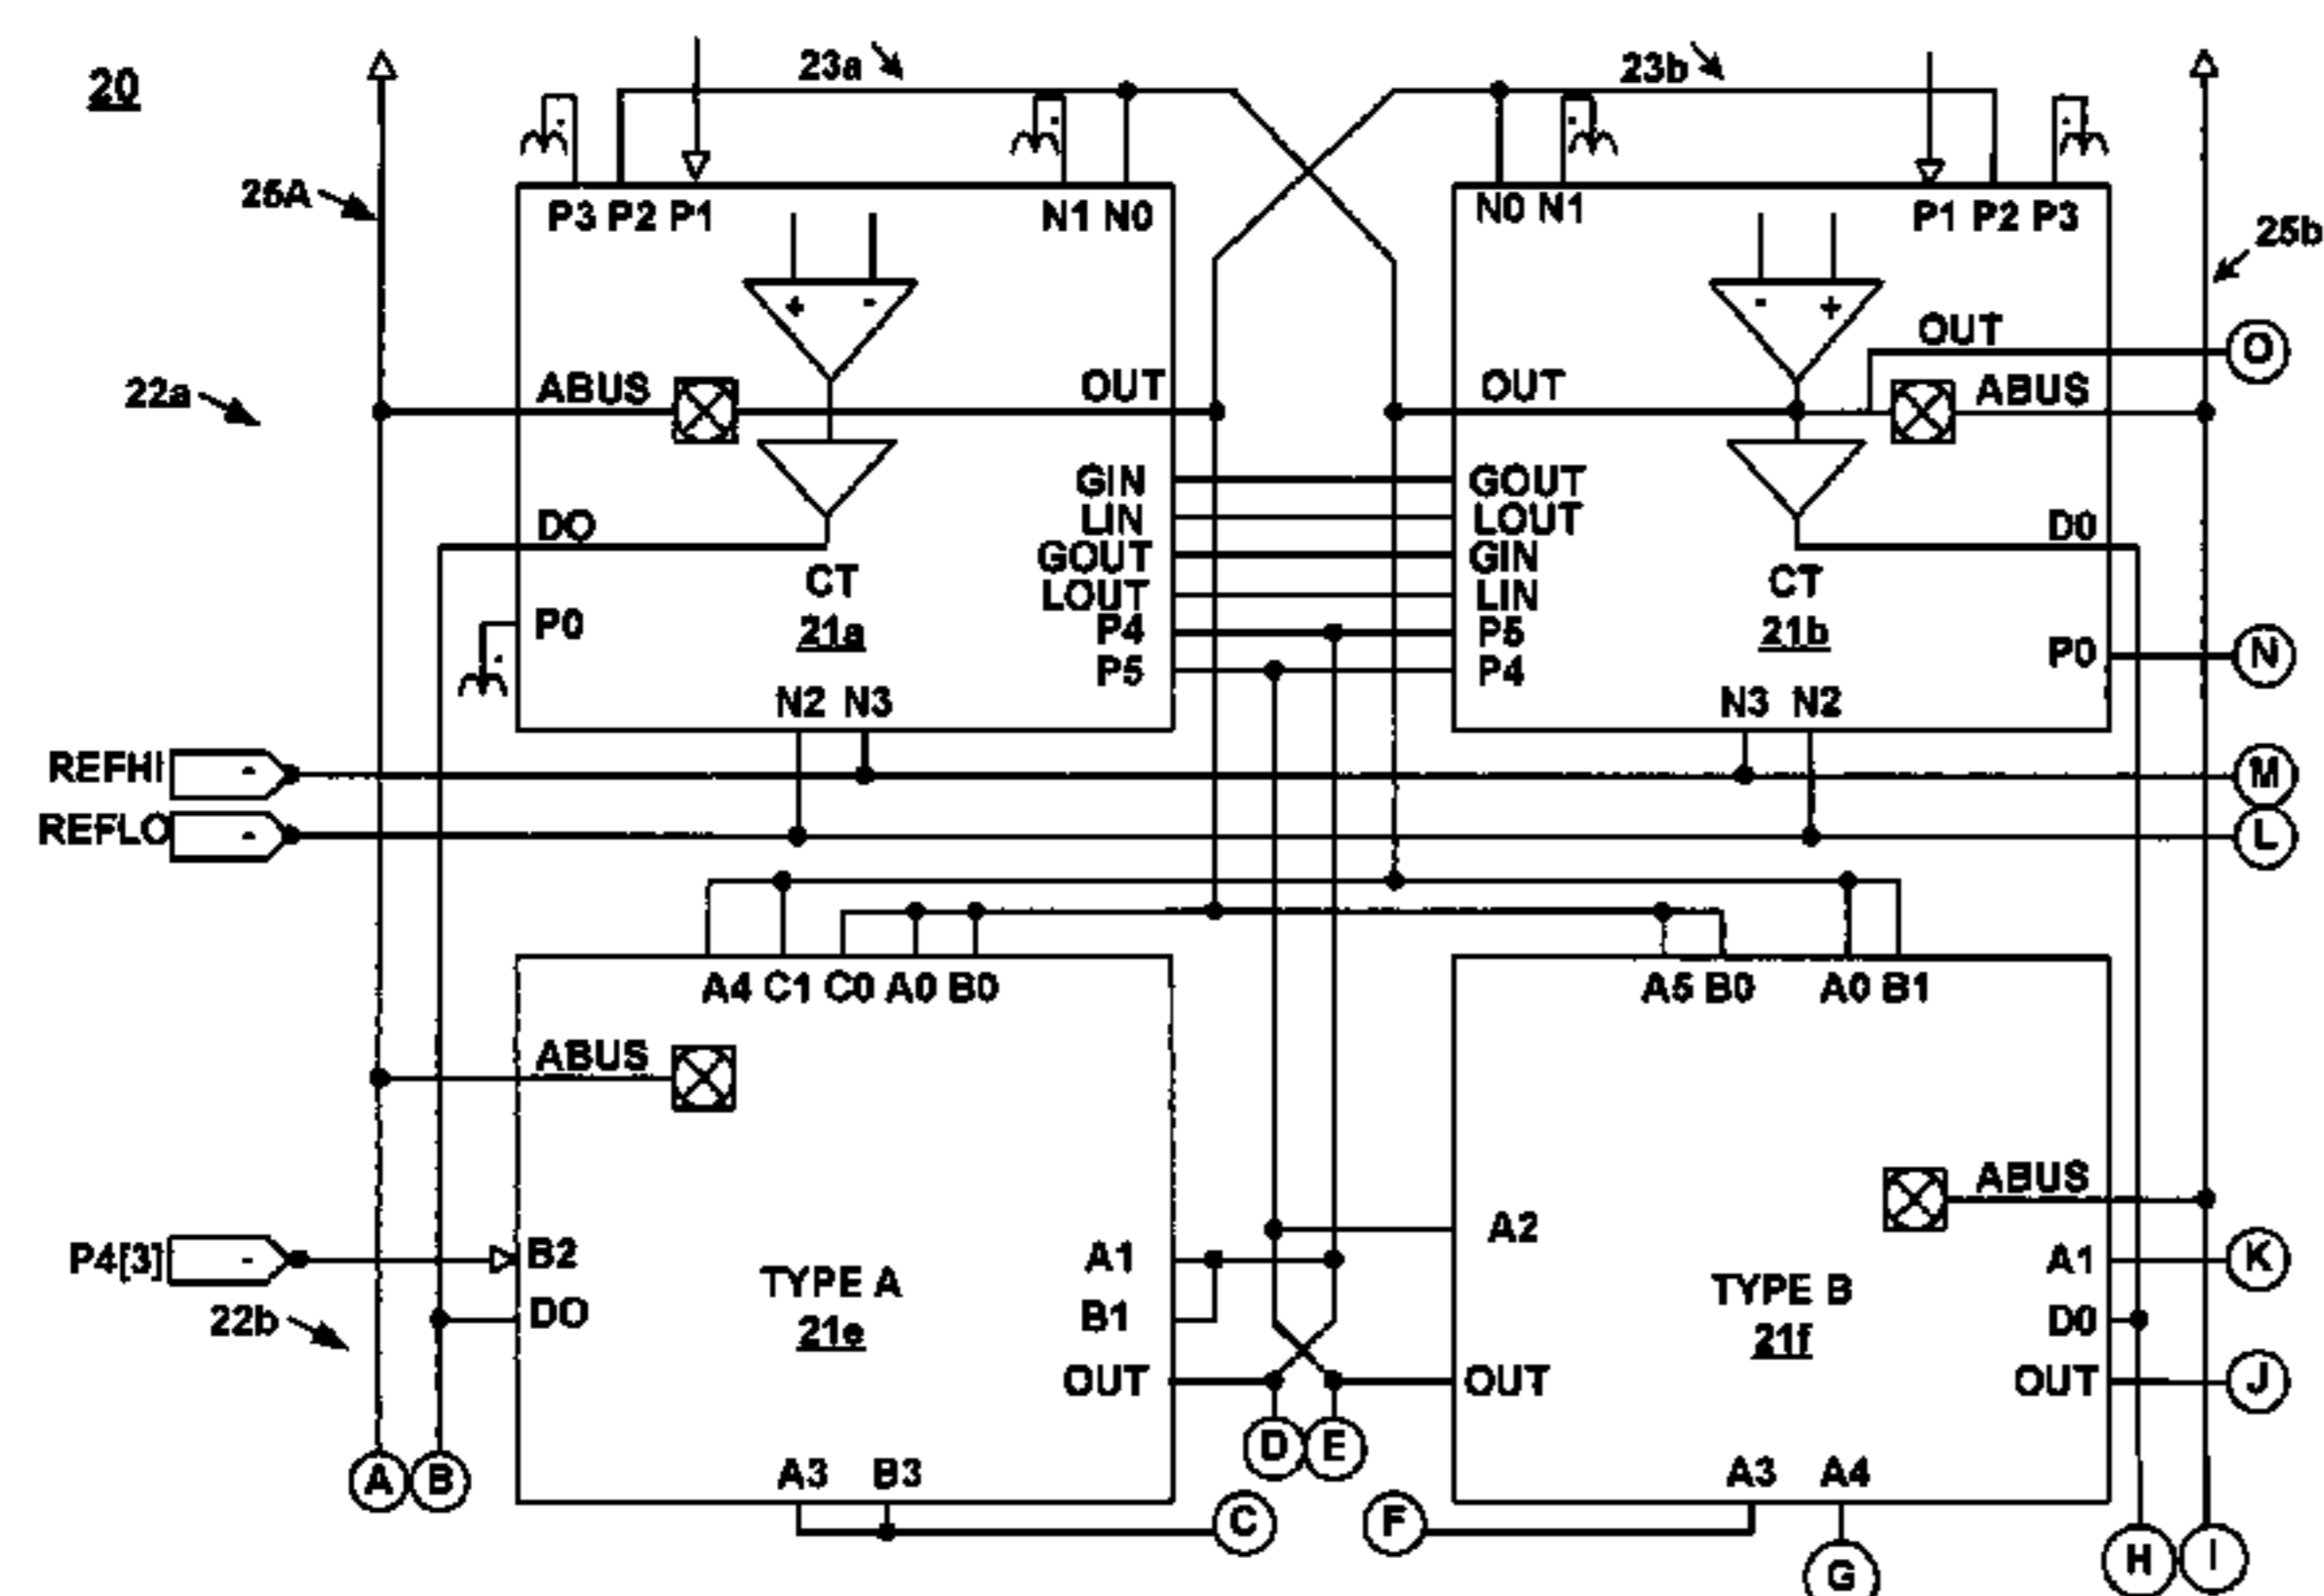 20
23a
23b
25A
25b
P3 P2 P1
N1 N0
N0 N1
P1 P2 P3
+ -
- +
22a
ABUS
OUT
OUT
OUT
ABUS
O
GIN
GOUT
LIN
LOUT
DO
GOUT
GIN
D0
LOUT
LIN
CT
21a
CT
21b
P0
P4
P5
P5
P4
P0
N
N2 N3
N3 N2
REFHI
-
M
REFLO
-
L
A4 C1 C0 A0 B0
A5 B0
A0 B1
ABUS
ABUS
P4[3]
-
B2
A1
A2
A1
K
TYPE A
21e
TYPE B
21f
22b
DO
B1
D0
OUT
OUT
OUT
J
A3
B3
A3
A4
A
B
D
E
C
F
G
H
I